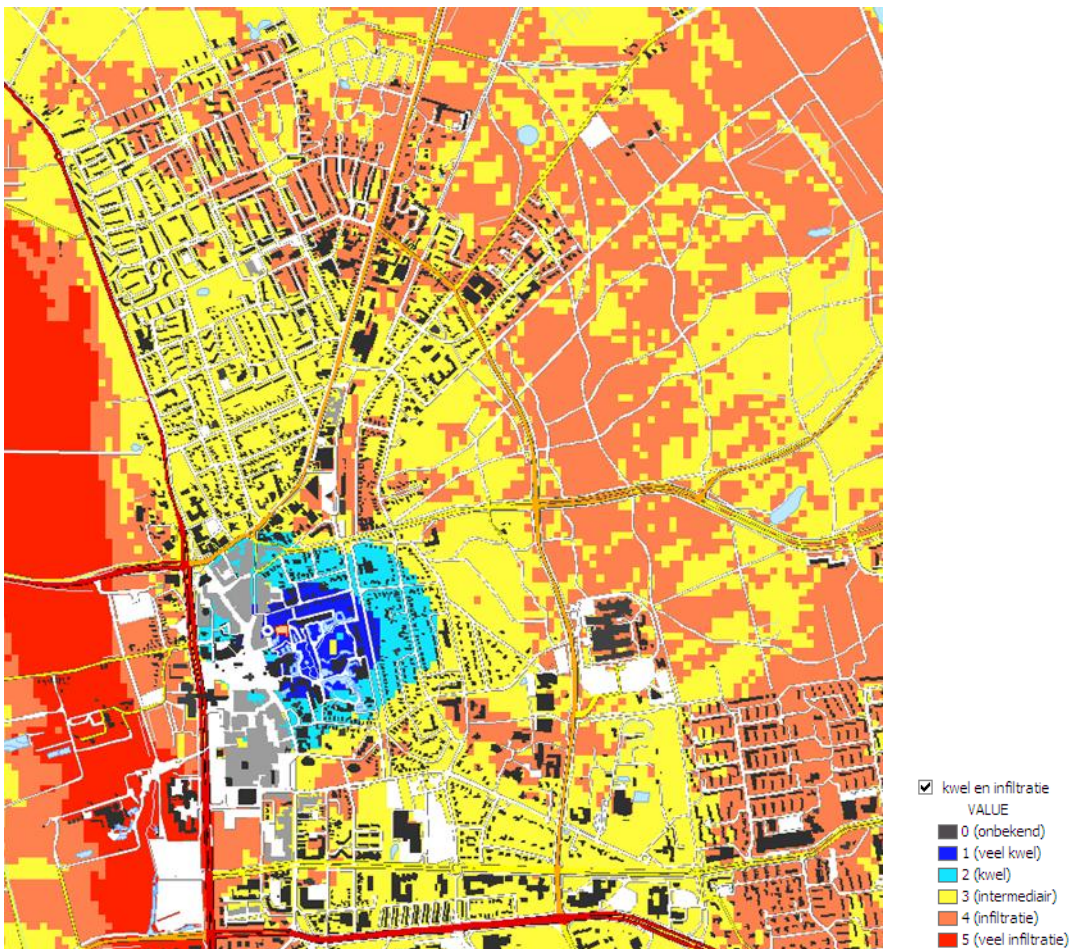 kwel en infiltratie
VALUE
0 (onbekend)
1 (veel kwel)
2 (kwel)
3 (intermediair)
4 (infiltratie)
5 (veel infiltratie)